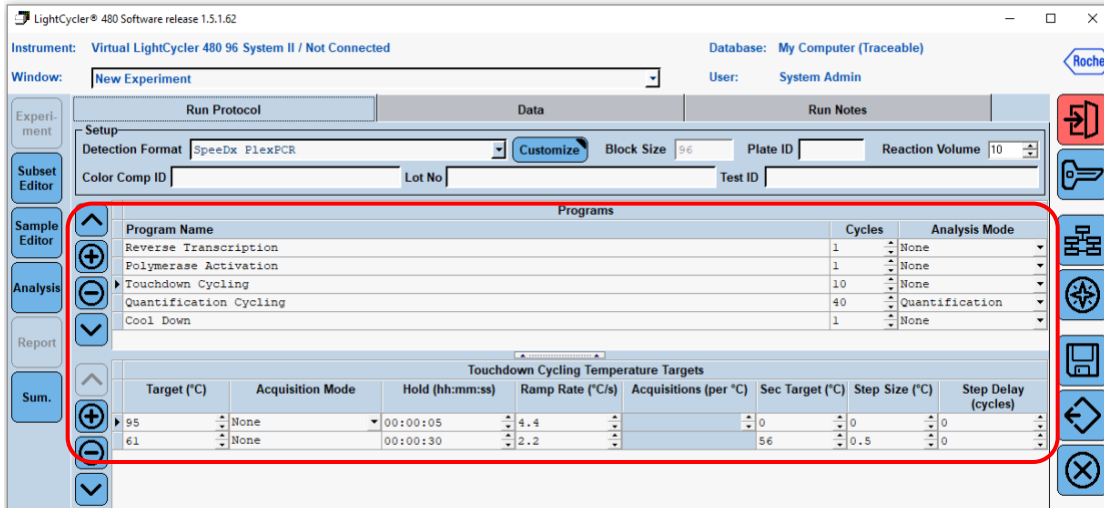 LightCycler® 480 Software release 1.5.1.62
Instrument: Virtual LightCycler 480 96 System II / Not Connected Database: My Computer (Traceable)
Window: New Experiment User: System Admin
Roche
Run Protocol Data Run Notes
Experi-
ment
Setup
Detection Format SpeeDx PlexPCR Customize Block Size 96 Plate ID Reaction Volume 10
Subset
Editor
Color Comp ID Lot No Test ID
Programs
Sample
Editor
Program Name Cycles Analysis Mode
Reverse Transcription 1 None
Polymerase Activation 1 None
Analysis
Touchdown Cycling 10 None
Quantification Cycling 40 Quantification
Cool Down 1 None
Report
Touchdown Cycling Temperature Targets
Sum.
Target (°C) Acquisition Mode Hold (hh:mm:ss) Ramp Rate (°C/s) Acquisitions (per °C) Sec Target (°C) Step Size (°C) Step Delay
(cycles)
95 None 00:00:05 4.4 0 0 0
61 None 00:00:30 2.2 56 0.5 0